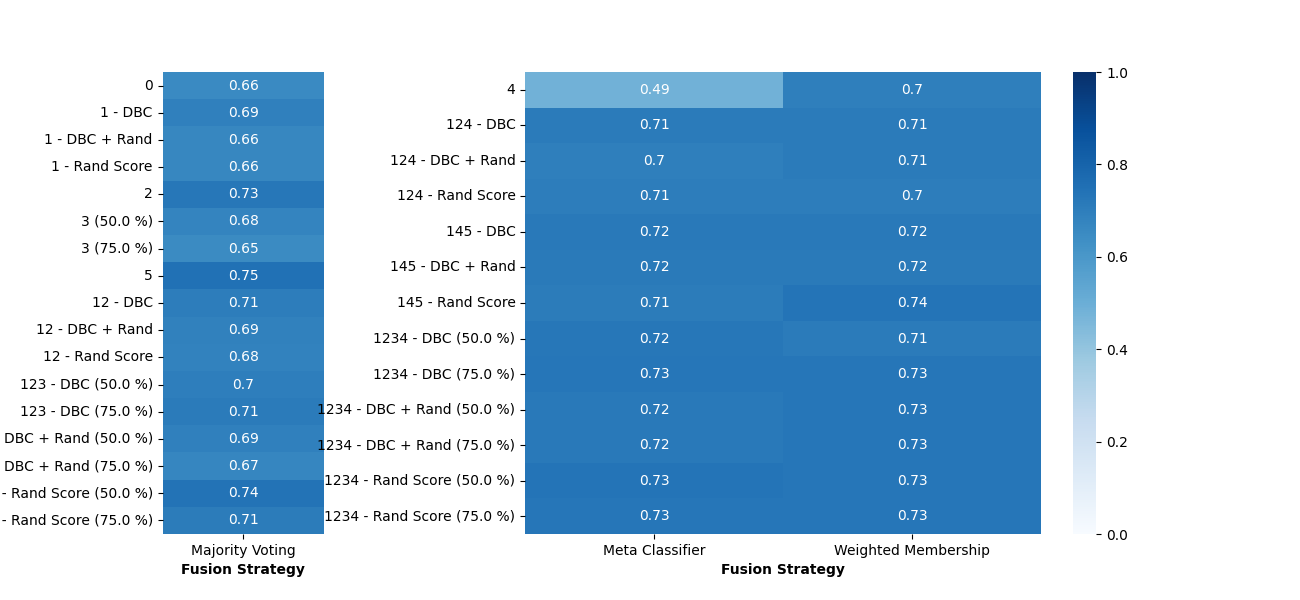 0 0.66
1 - DBC 0.69
1 - DBC + Rand 0.66
1 - Rand Score 0.66
2 0.73
3 (50.0 %) 0.68
3 (75.0 %) 0.65
5 0.75
12 - DBC 0.71
12 - DBC + Rand 0.69
12 - Rand Score 0.68
123 - DBC (50.0 %) 0.7
123 - DBC (75.0 %) 0.71
DBC + Rand (50.0 %) 0.69
DBC + Rand (75.0 %) 0.67
- Rand Score (50.0 %) 0.74
- Rand Score (75.0 %) 0.71
Majority Voting
Fusion Strategy
4 0.49 0.7
124 - DBC 0.71 0.71
124 - DBC + Rand 0.7 0.71
124 - Rand Score 0.71 0.7
145 - DBC 0.72 0.72
145 - DBC + Rand 0.72 0.72
145 - Rand Score 0.71 0.74
1234 - DBC (50.0 %) 0.72 0.71
1234 - DBC (75.0 %) 0.73 0.73
1234 - DBC + Rand (50.0 %) 0.72 0.73
1234 - DBC + Rand (75.0 %) 0.72 0.73
1234 - Rand Score (50.0 %) 0.73 0.73
1234 - Rand Score (75.0 %) 0.73 0.73
Meta Classifier Weighted Membership
Fusion Strategy
1.0
0.8
0.6
0.4
0.2
0.0